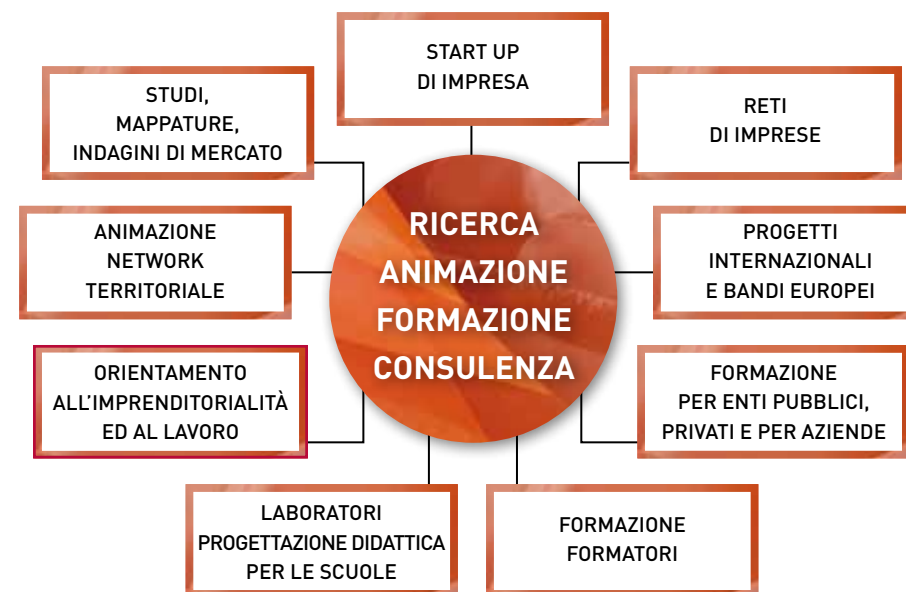 START UP
DI IMPRESA
STUDI,
MAPPATURE,
INDAGINI DI MERCATO
RETI
DI IMPRESE
RICERCA
ANIMAZIONE
FORMAZIONE
CONSULENZA
ANIMAZIONE
NETWORK
TERRITORIALE
PROGETTI
INTERNAZIONALI
E BANDI EUROPEI
ORIENTAMENTO
ALL'IMPRENDITORIALITÀ
ED AL LAVORO
FORMAZIONE
PER ENTI PUBBLICI,
PRIVATI E PER AZIENDE
LABORATORI
PROGETTAZIONE DIDATTICA
PER LE SCUOLE
FORMAZIONE
FORMATORI